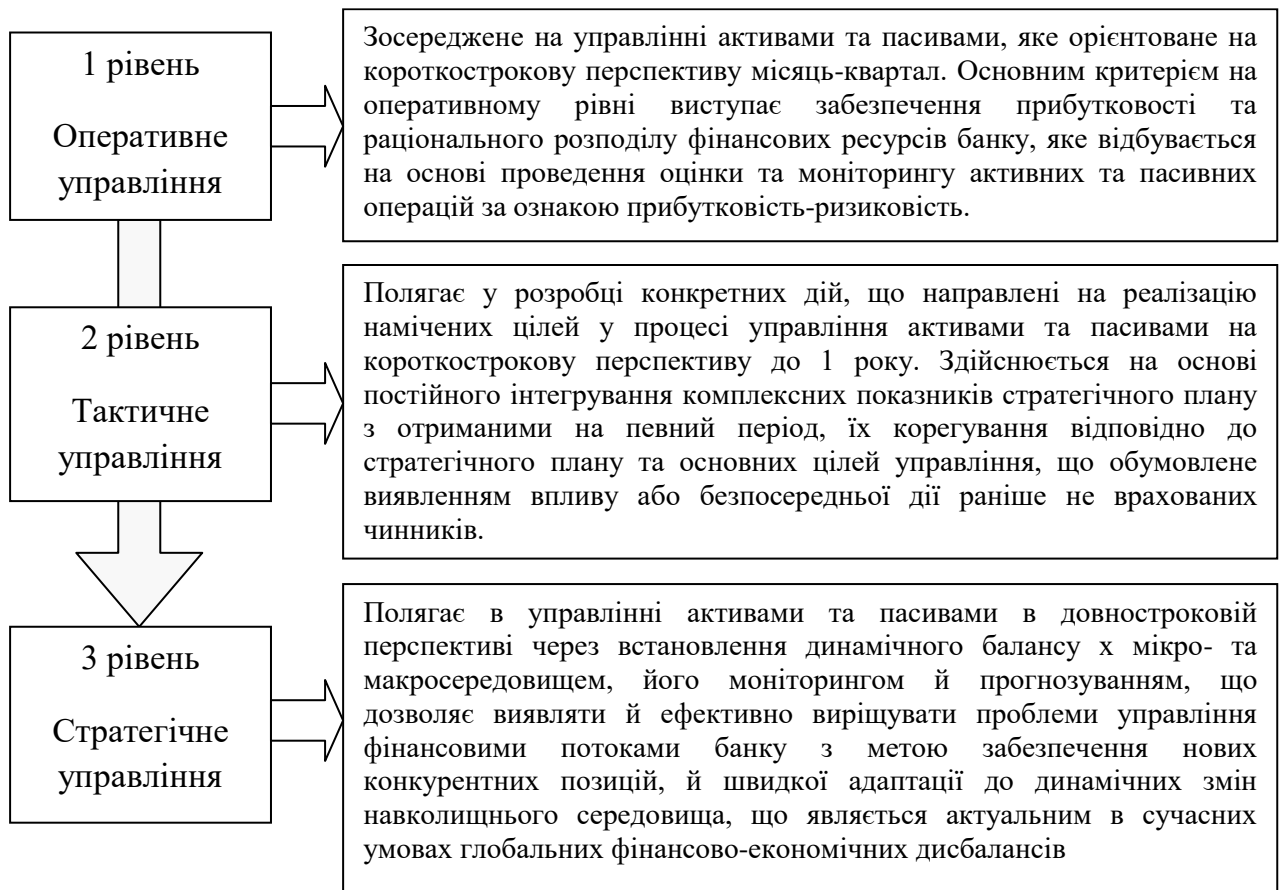 1 рівень
Оперативне
управління
Зосереджене на управлінні активами та пасивами, яке орієнтоване на
короткострокову перспективу місяць-квартал. Основним критерієм на
оперативному рівні виступає забезпечення прибутковості та
раціонального розподілу фінансових ресурсів банку, яке відбувається
на основі проведення оцінки та моніторингу активних та пасивних
операцій за ознакою прибутковість-ризиковість.
2 рівень
Тактичне
управління
Полягає у розробці конкретних дій, що направлені на реалізацію
намічених цілей у процесі управління активами та пасивами на
короткострокову перспективу до 1 року. Здійснюється на основі
постійного інтегрування комплексних показників стратегічного плану
з отриманими на певний період, їх корегування відповідно до
стратегічного плану та основних цілей управління, що обумовлене
виявленням впливу або безпосередньої дії раніше не врахованих
чинників.
3 рівень
Стратегічне
управління
Полягає в управлінні активами та пасивами в довностроковій
перспективі через встановлення динамічного балансу х мікро- та
макросередовищем, його моніторингом й прогнозуванням, що
дозволяє виявляти й ефективно виріщувати проблеми управління
фінансовими потоками банку з метою забезпечення нових
конкурентних позицій, й швидкої адаптації до динамічних змін
навколищнього середовища, що являється актуальним в сучасних
умовах глобальних фінансово-економічних дисбалансів